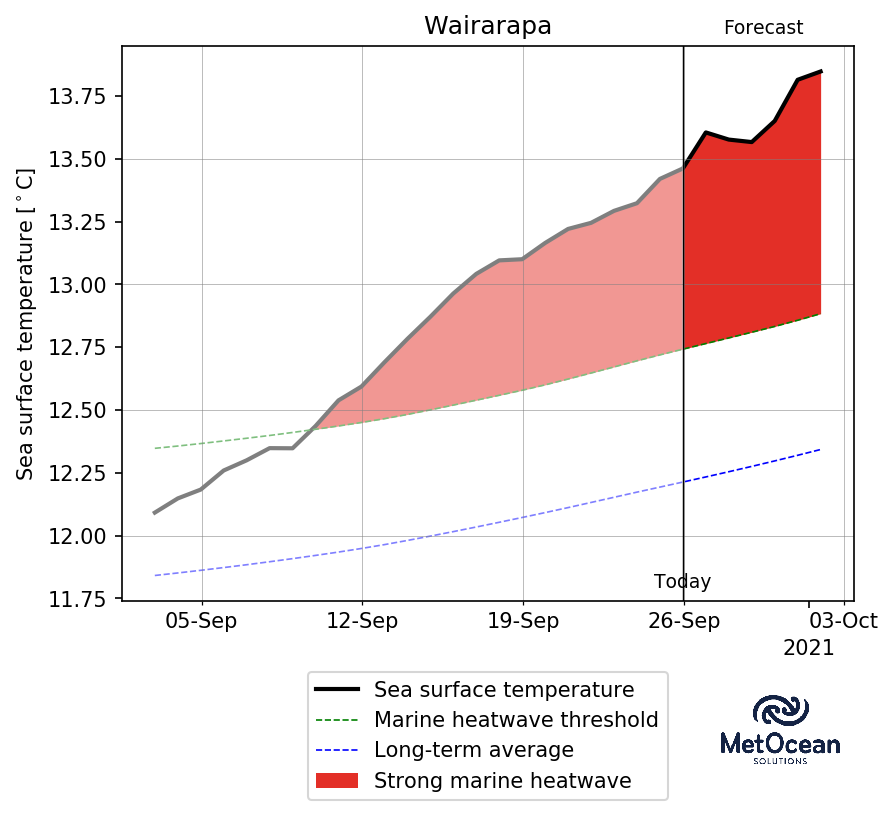 Wairarapa
Forecast
Sea surface temperature [°C]
13.75
13.50
13.25
13.00
12.75
12.50
12.25
12.00
11.75
Today
05-Sep 12-Sep 19-Sep 26-Sep 03-Oct
2021
Sea surface temperature
Marine heatwave threshold
Long-term average
Strong marine heatwave
MetOcean
SOLUTIONS